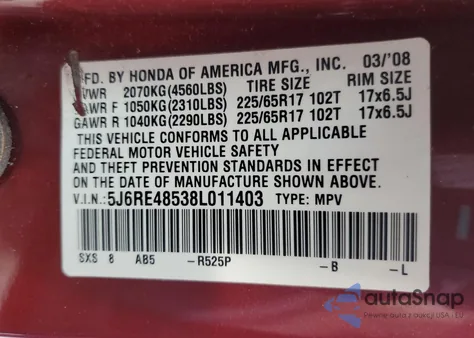 MFD. BY HONDA OF AMERICA MFG., INC. 03/'08
GVWR 2070KG(4560LBS) TIRE SIZE RIM SIZE
GAWR F 1050KG(2310LBS) 225/65R17 102T 17x6.5J
GAWR R 1040KG(2290LBS) 225/65R17 102T 17x6.5J
THIS VEHICLE CONFORMS TO ALL APPLICABLE
FEDERAL MOTOR VEHICLE SAFETY
AND THEFT PREVENTION STANDARDS IN EFFECT
ON THE DATE OF MANUFACTURE SHOWN ABOVE.
V.I.N.: 5J6RE48538L011403 TYPE: MPV
SXS 8 AB5 -R525P -B -L
autoSnap